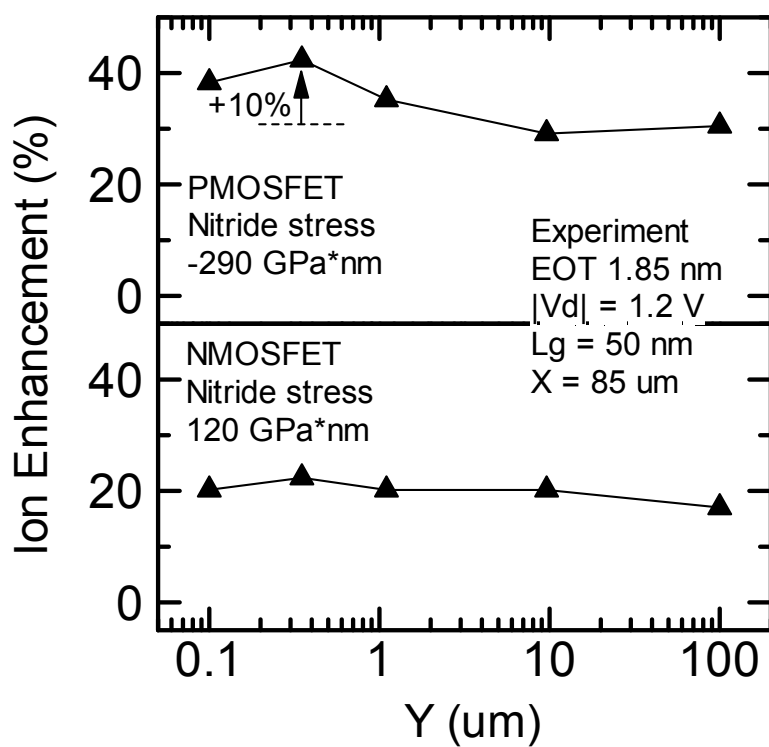 Ion Enhancement (%)
40
20
0
+10%
PMOSFET
Nitride stress
-290 GPa*nm
Experiment
EOT 1.85 nm
|Vd| = 1.2 V
Lg = 50 nm
X = 85 um
NMOSFET
Nitride stress
120 GPa*nm
40
20
0
0.1 1 10 100
Y (um)